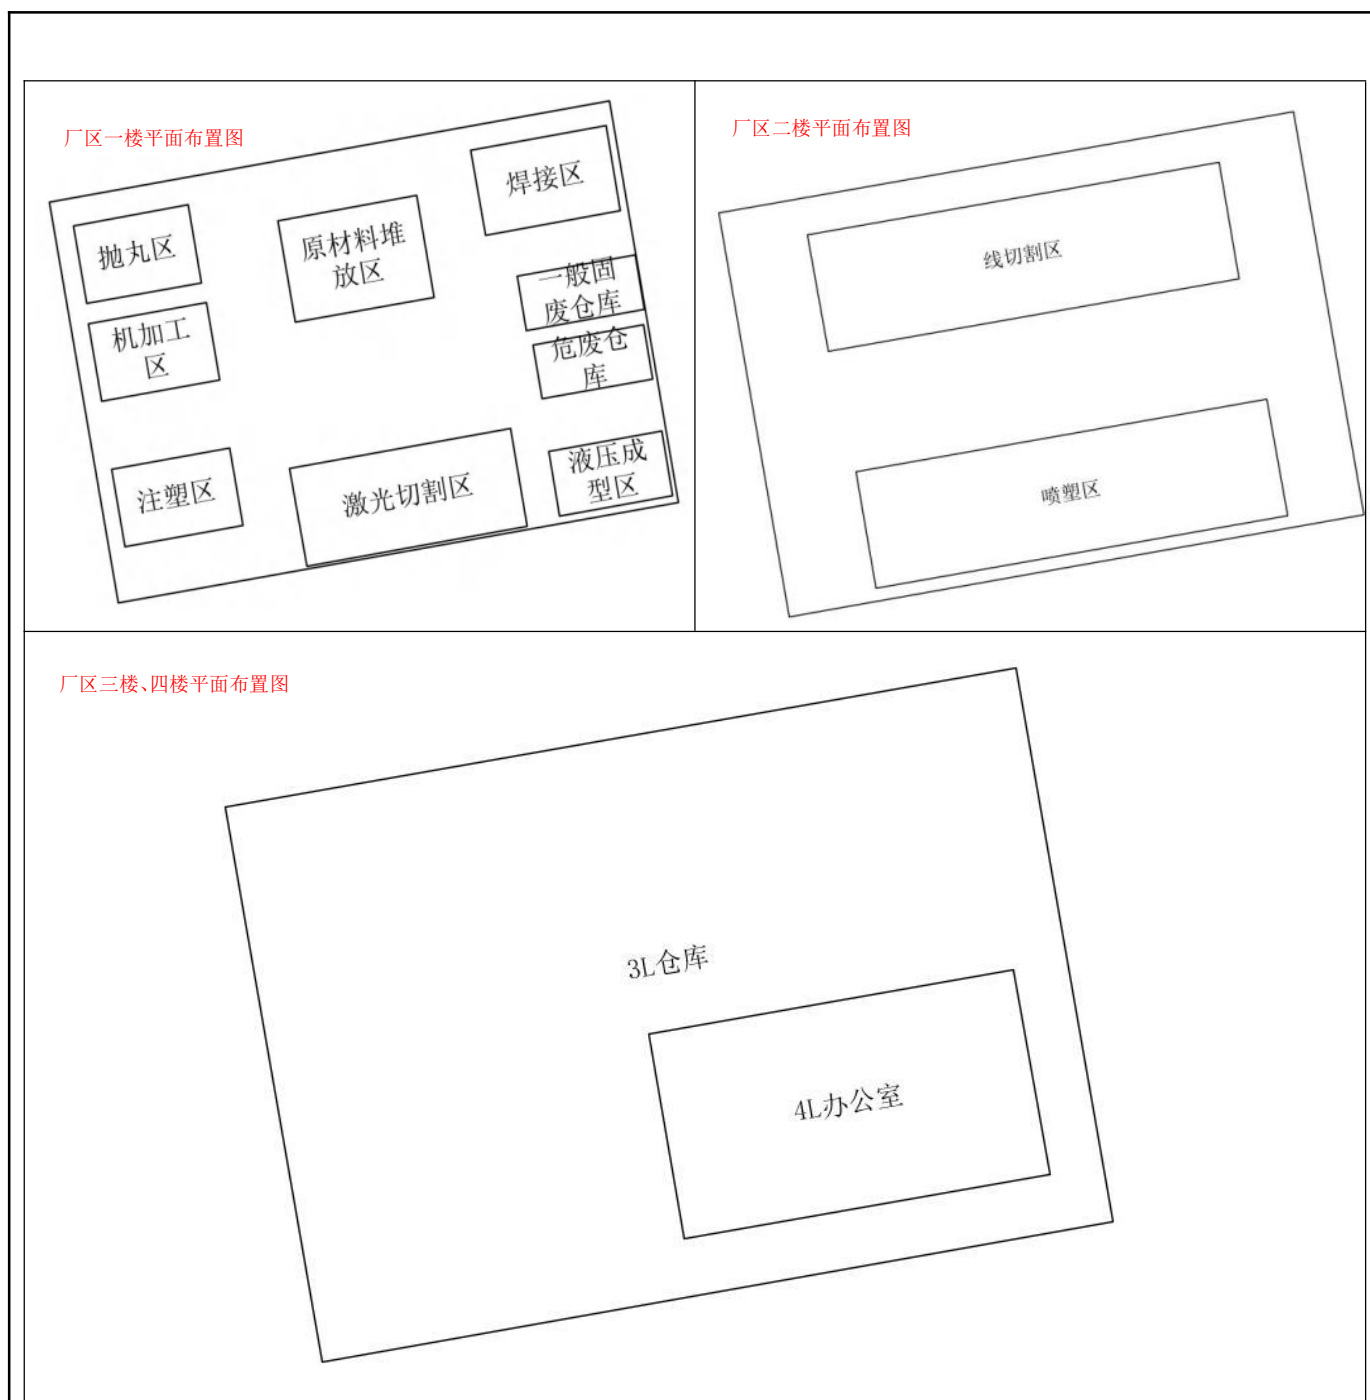 厂区一楼平面布置图
焊接区
抛丸区
原材料堆
放区
一般固
废仓库
机加工
区
危废仓
库
注塑区
激光切割区
液压成
型区
厂区二楼平面布置图
线切割区
喷塑区
厂区三楼、四楼平面布置图
3L仓库
4L办公室